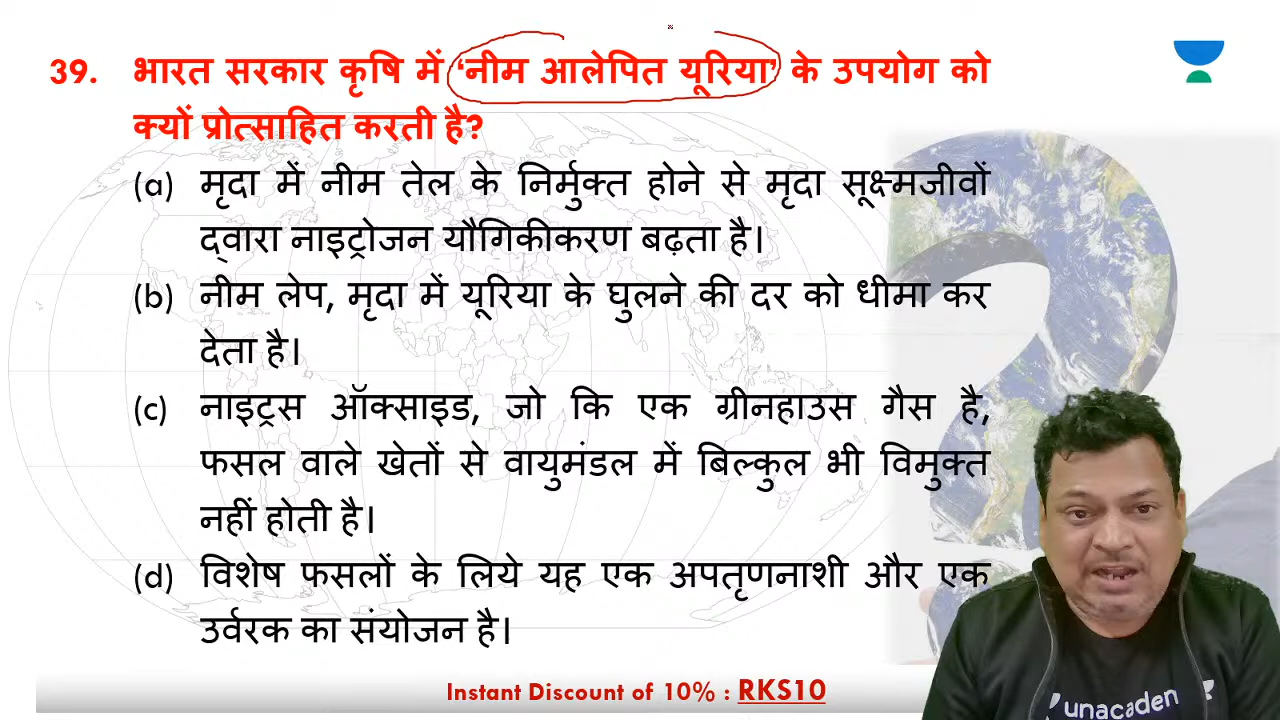 39. भारत सरकार कृषि में 'नीम आलेपित यूरिया' के उपयोग को
क्यों प्रोत्साहित करती है?
(a) मृदा में नीम तेल के निर्मुक्त होने से मृदा सूक्ष्मजीवों
द्वारा नाइट्रोजन यौगिकीकरण बढ़ता है।
(b) नीम लेप, मृदा में यूरिया के घुलने की दर को धीमा कर
देता है।
(c) नाइट्रस ऑक्साइड, जो कि एक ग्रीनहाउस गैस है,
फसल वाले खेतों से वायुमंडल में बिल्कुल भी विमुक्त
नहीं होती है।
(d) विशेष फसलों के लिये यह एक अपतृणनाशी और एक
उर्वरक का संयोजन है।
Instant Discount of 10% : RKS10
unacaden